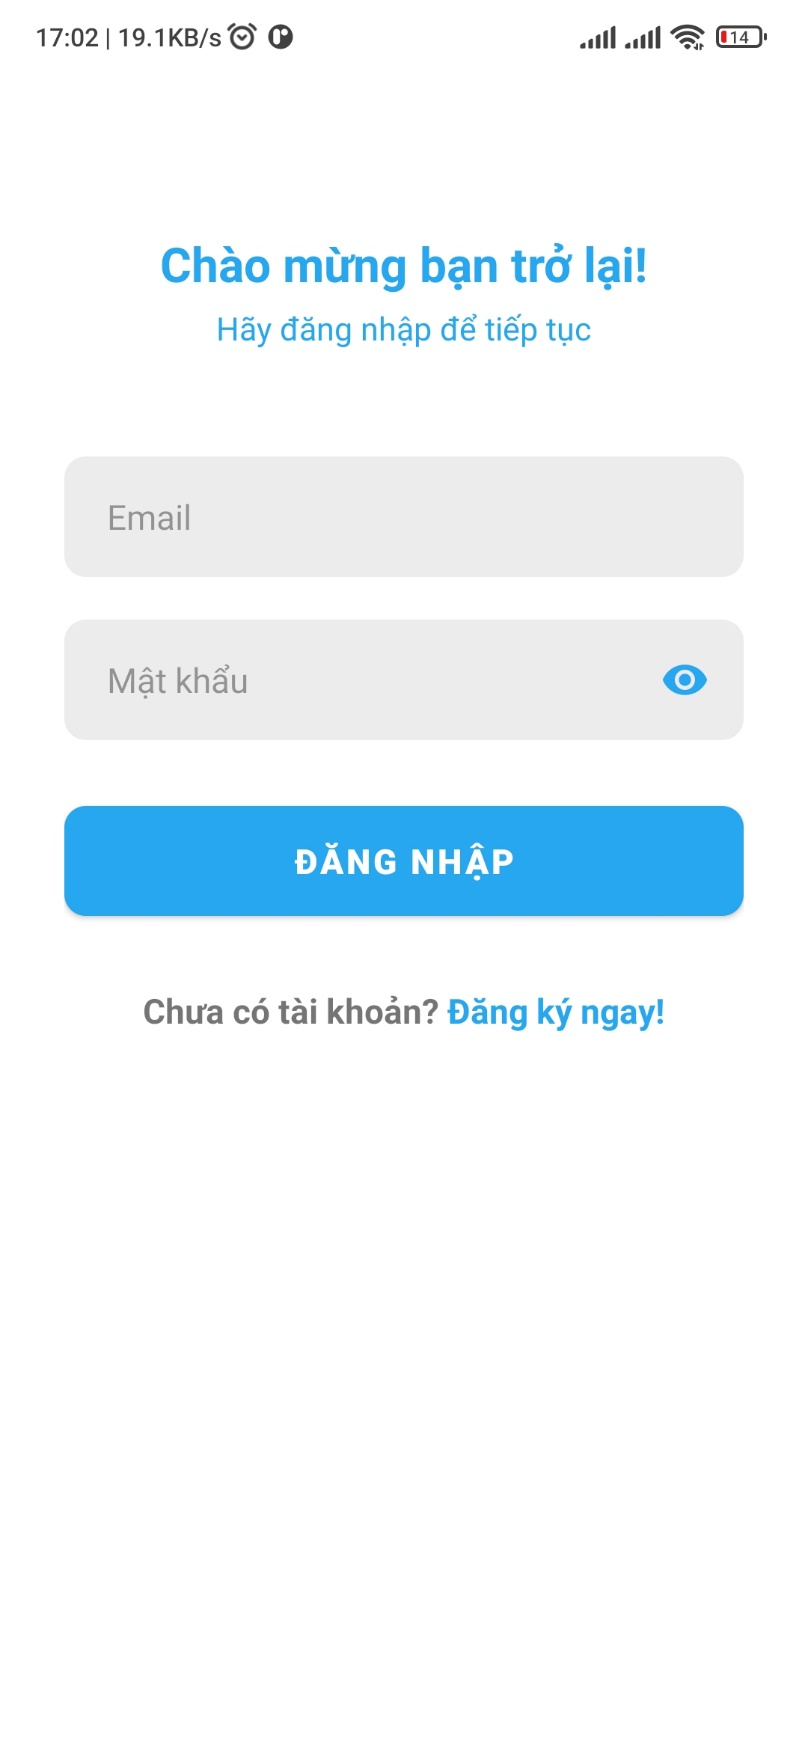 17:02 | 19.1KB/s 14
Chào mừng bạn trở lại!
Hãy đăng nhập để tiếp tục
Email
Mật khẩu
ĐĂNG NHẬP
Chưa có tài khoản? Đăng ký ngay!